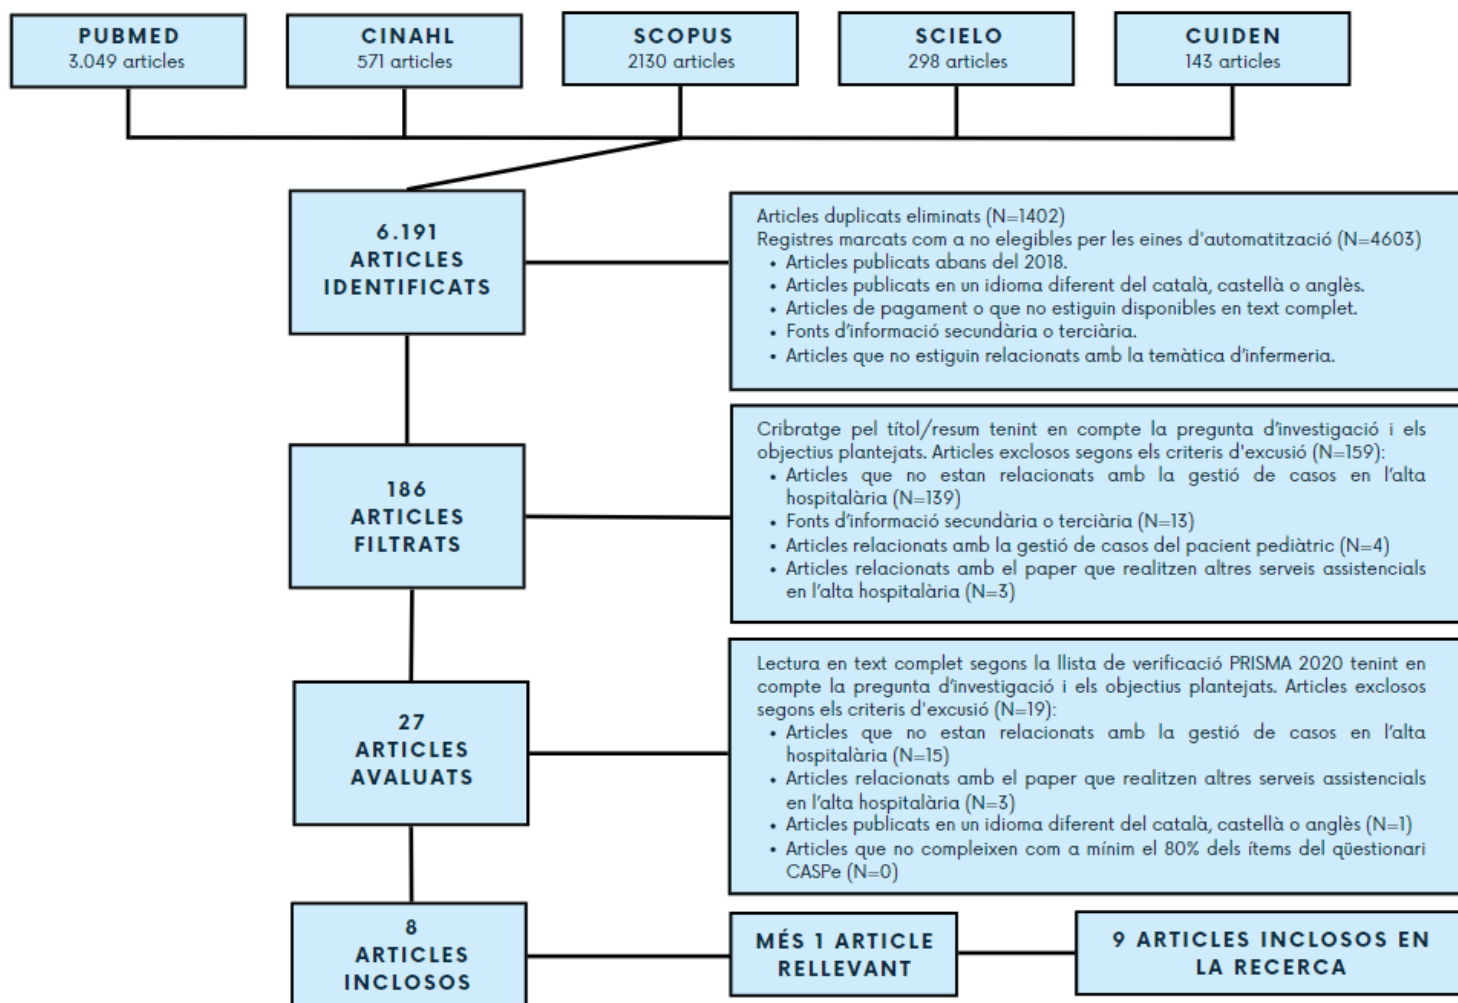 PUBMED
3.049 articles
CINAHL
571 articles
SCOPUS
2130 articles
SCIELO
298 articles
CUIDEN
143 articles
6.191
ARTICLES
IDENTIFICATS
Articles duplicats eliminats (N=1402)
Registres marcats com a no elegibles per les eines d'automatització (N=4603)
• Articles publicats abans del 2018.
• Articles publicats en un idioma diferent del català, castellà o anglès.
• Articles de pagament o que no estiguin disponibles en text complet.
• Fonts d'informació secundària o terciària.
• Articles que no estiguin relacionats amb la temàtica d'infermeria.
186
ARTICLES
FILTRATS
Cribratge pel títol/resum tenint en compte la pregunta d'investigació i els
objectius plantejats. Articles exclosos segons els criteris d'excusió (N=159):
• Articles que no estan relacionats amb la gestió de casos en l'alta
hospitalària (N=139)
• Fonts d'informació secundària o terciària (N=13)
• Articles relacionats amb la gestió de casos del pacient pediàtric (N=4)
• Articles relacionats amb el paper que realitzen altres serveis assistencials
en l'alta hospitalària (N=3)
27
ARTICLES
AVALUATS
Lectura en text complet segons la llista de verificació PRISMA 2020 tenint en
compte la pregunta d'investigació i els objectius plantejats. Articles exclosos
segons els criteris d'excusió (N=19):
• Articles que no estan relacionats amb la gestió de casos en l'alta
hospitalària (N=15)
• Articles relacionats amb el paper que realitzen altres serveis assistencials
en l'alta hospitalària (N=3)
• Articles publicats en un idioma diferent del català, castellà o anglès (N=1)
• Articles que no compleixen com a mínim el 80% dels ítems del qüestionari
CASPe (N=0)
8
ARTICLES
INCLOSOS
MÉS 1 ARTICLE
RELLEVANT
9 ARTICLES INCLOSOS EN
LA RECERCA